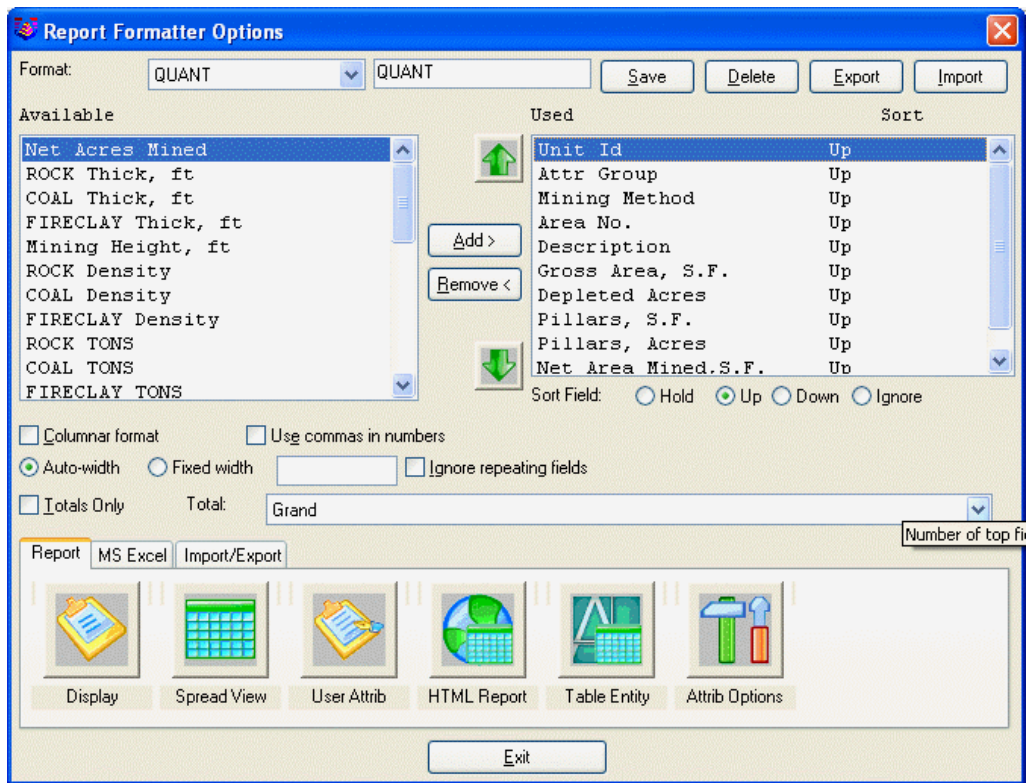 Report Formatter Options
Format: QUANT QUANT Save Delete Export Import
Available Used Sort
Net Acres Mined
ROCK Thick, ft
COAL Thick, ft
FIRECLAY Thick, ft
Mining Height, ft
ROCK Density
COAL Density
FIRECLAY Density
ROCK TONS
COAL TONS
FIRECLAY TONS
Add >
Remove <
Unit Id Up
Attr Group Up
Mining Method Up
Area No. Up
Description Up
Gross Area, S.F. Up
Depleted Acres Up
Pillars, S.F. Up
Pillars, Acres Up
Net Area Mined,S.F. Up
Sort Field: Hold Up Down Ignore
Columnar format Use commas in numbers
Auto-width Fixed width Ignore repeating fields
Totals Only Total: Grand
Number of top
Report MS Excel Import/Export
Display Spread View User Attrib HTML Report Table Entity Attrib Options
Exit